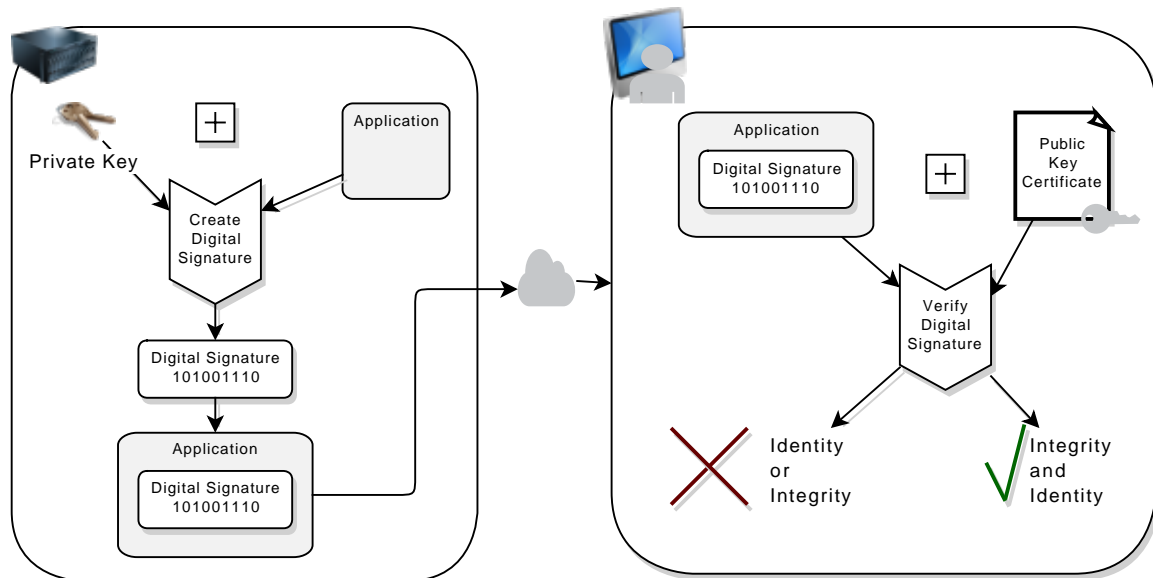 Private Key
Application
Create
Digital
Signature
Digital Signature
101001110
Application
Digital Signature
101001110
Application
Digital Signature
101001110
Public
Key
Certificate
Verify
Digital
Signature
Identity
or
Integrity
Integrity
and
Identity